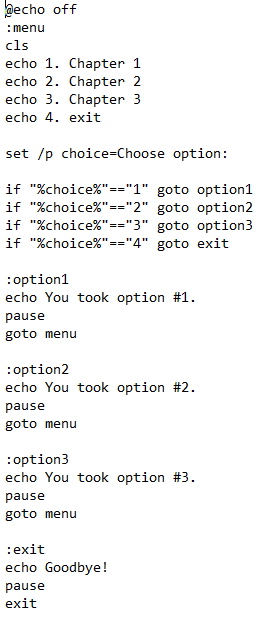 @echo off
:menu
cls
echo 1. Chapter 1
echo 2. Chapter 2
echo 3. Chapter 3
echo 4. exit
set /p choice=Choose option:
if "%choice%"=="1" goto option1
if "%choice%"=="2" goto option2
if "%choice%"=="3" goto option3
if "%choice%"=="4" goto exit
:option1
echo You took option #1.
pause
goto menu
:option2
echo You took option #2.
pause
goto menu
:option3
echo You took option #3.
pause
goto menu
:exit
echo Goodbye!
pause
exit